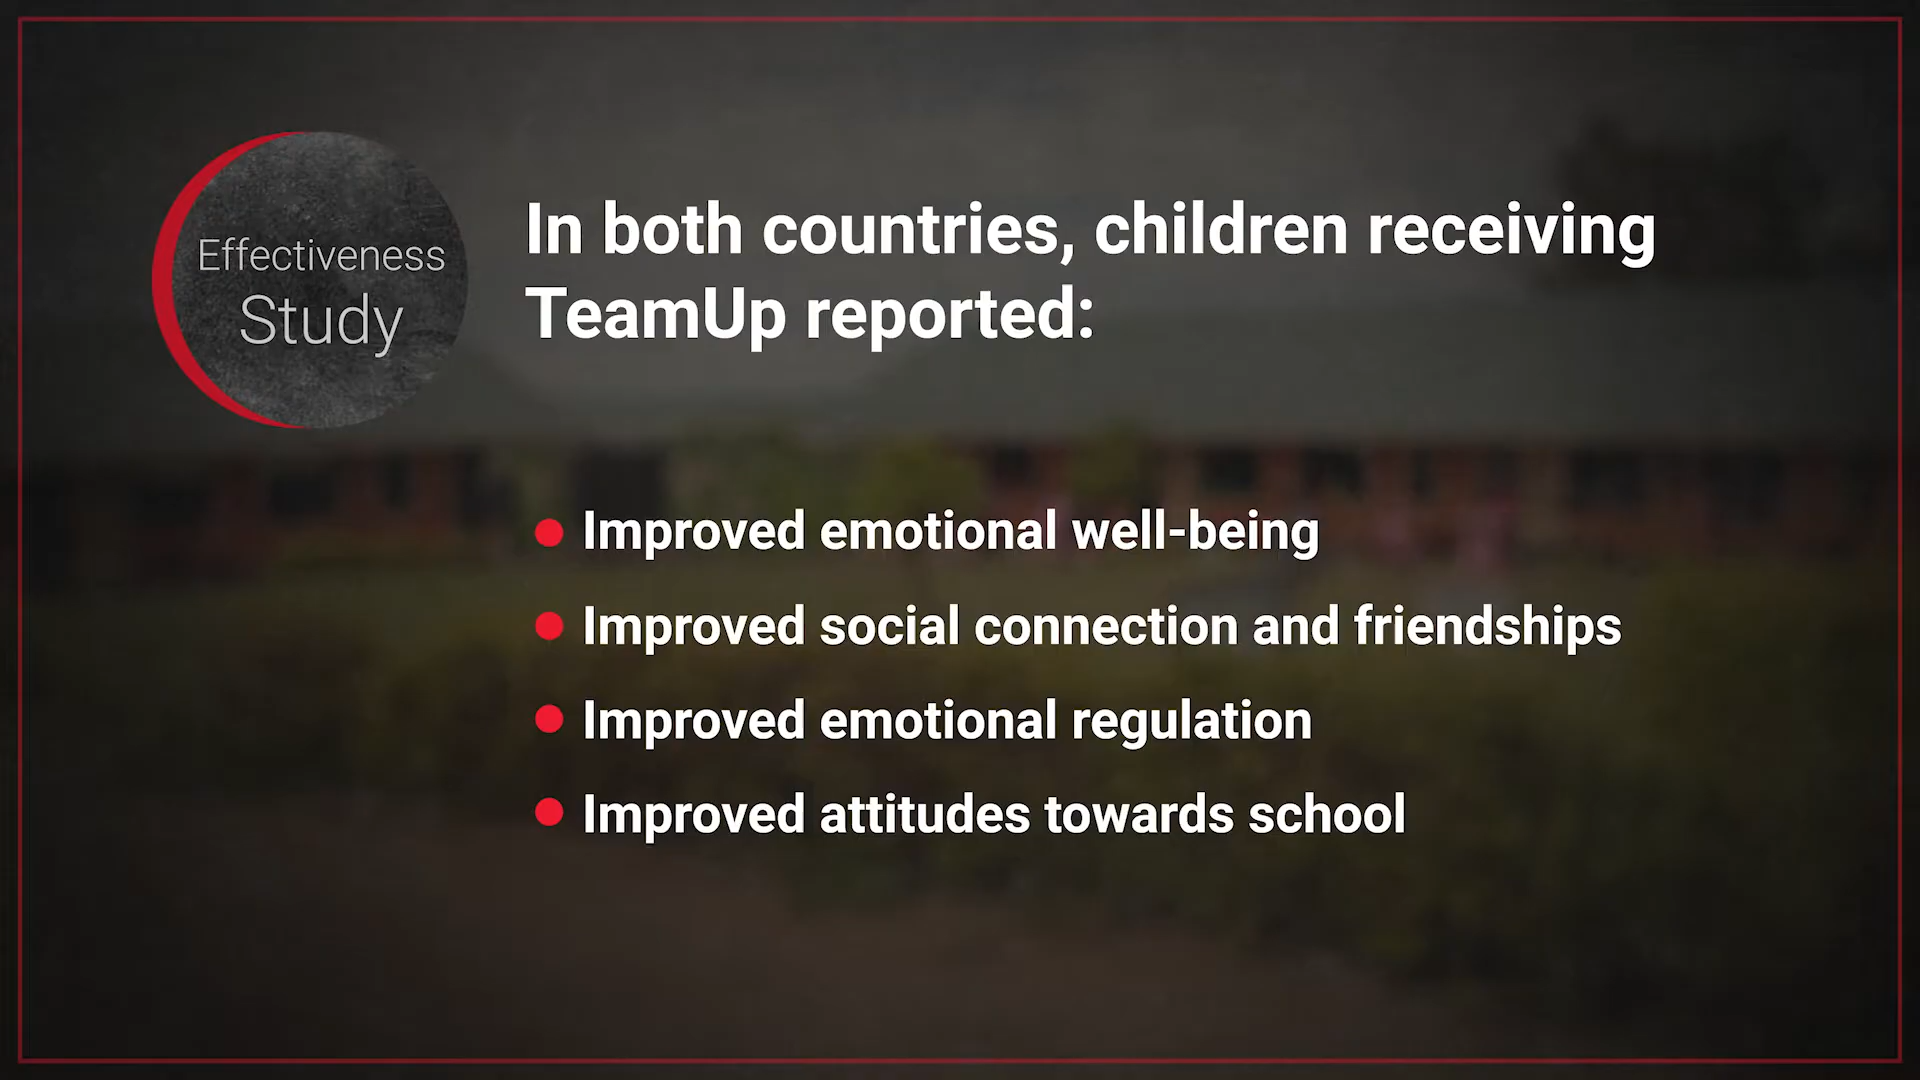 Effectiveness
Study
In both countries, children receiving
TeamUp reported:
Improved emotional well-being
Improved social connection and friendships
Improved emotional regulation
Improved attitudes towards school